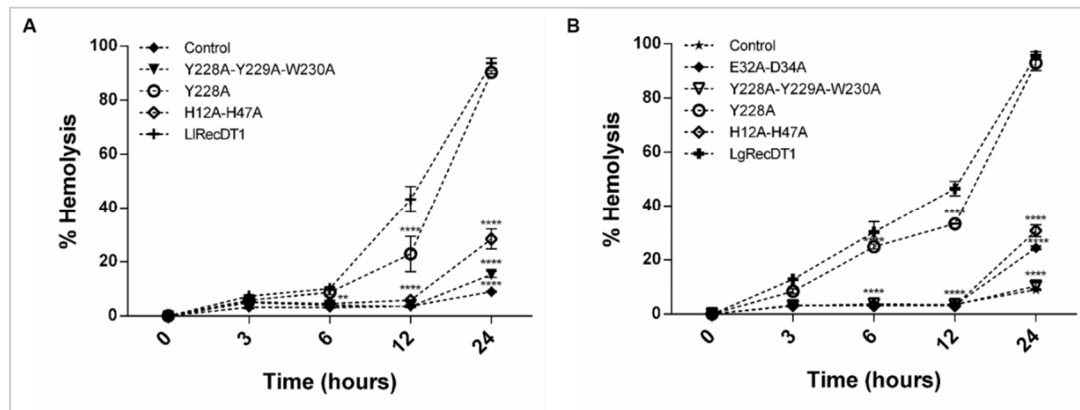 A
100
80
60
40
20
0
% Hemolysis
Control
Y228A-Y229A-W230A
Y228A
H12A-H47A
LlRecDT1
****
****
**
****
****
****
0
3
6
12
24
Time (hours)
B
100
80
60
40
20
0
% Hemolysis
Control
E32A-D34A
Y228A-Y229A-W230A
Y228A
H12A-H47A
LgRecDT1
****
****
****
****
****
****
****
0
3
6
12
24
Time (hours)